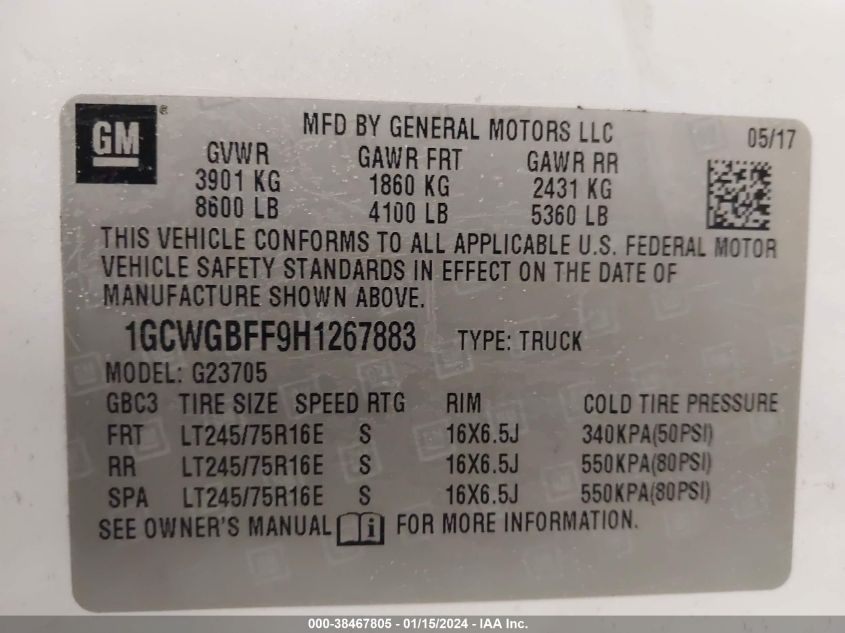 GM ®
MFD BY GENERAL MOTORS LLC 05/17
GVWR GAWR FRT GAWR RR
3901 KG 1860 KG 2431 KG
8600 LB 4100 LB 5360 LB
THIS VEHICLE CONFORMS TO ALL APPLICABLE U.S. FEDERAL MOTOR
VEHICLE SAFETY STANDARDS IN EFFECT ON THE DATE OF
MANUFACTURE SHOWN ABOVE.
1GCWGBFF9H1267883 TYPE: TRUCK
MODEL: G23705
GBC3 TIRE SIZE SPEED RTG RIM COLD TIRE PRESSURE
FRT LT245/75R16E S 16X6.5J 340KPA(50PSI)
RR LT245/75R16E S 16X6.5J 550KPA(80PSI)
SPA LT245/75R16E S 16X6.5J 550KPA(80PSI)
SEE OWNER'S MANUAL i FOR MORE INFORMATION.
000-38467805 - 01/15/2024 - IAA Inc.